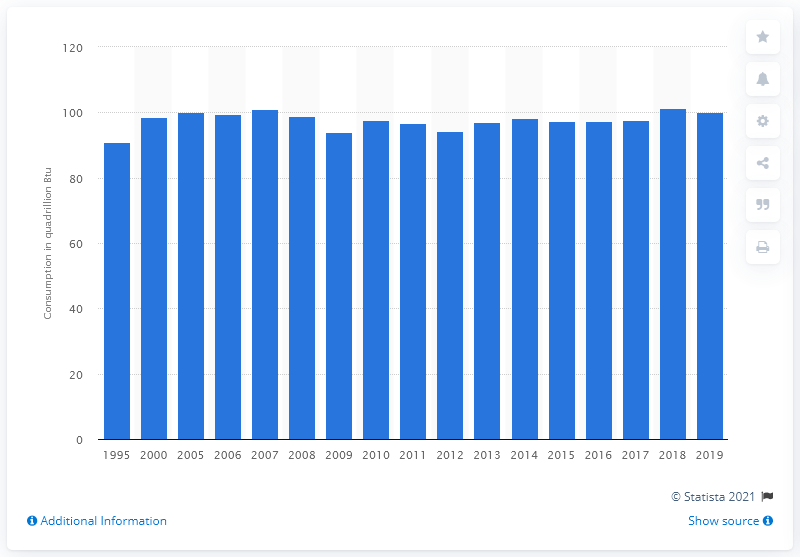 120
100
80
60
40
20
0
Consumption in quadrillion Btu
1995 2000 2005 2006 2007 2008 2009 2010 2011 2012 2013 2014 2015 2016 2017 2018 2019
© Statista 2021
Additional Information
Show source